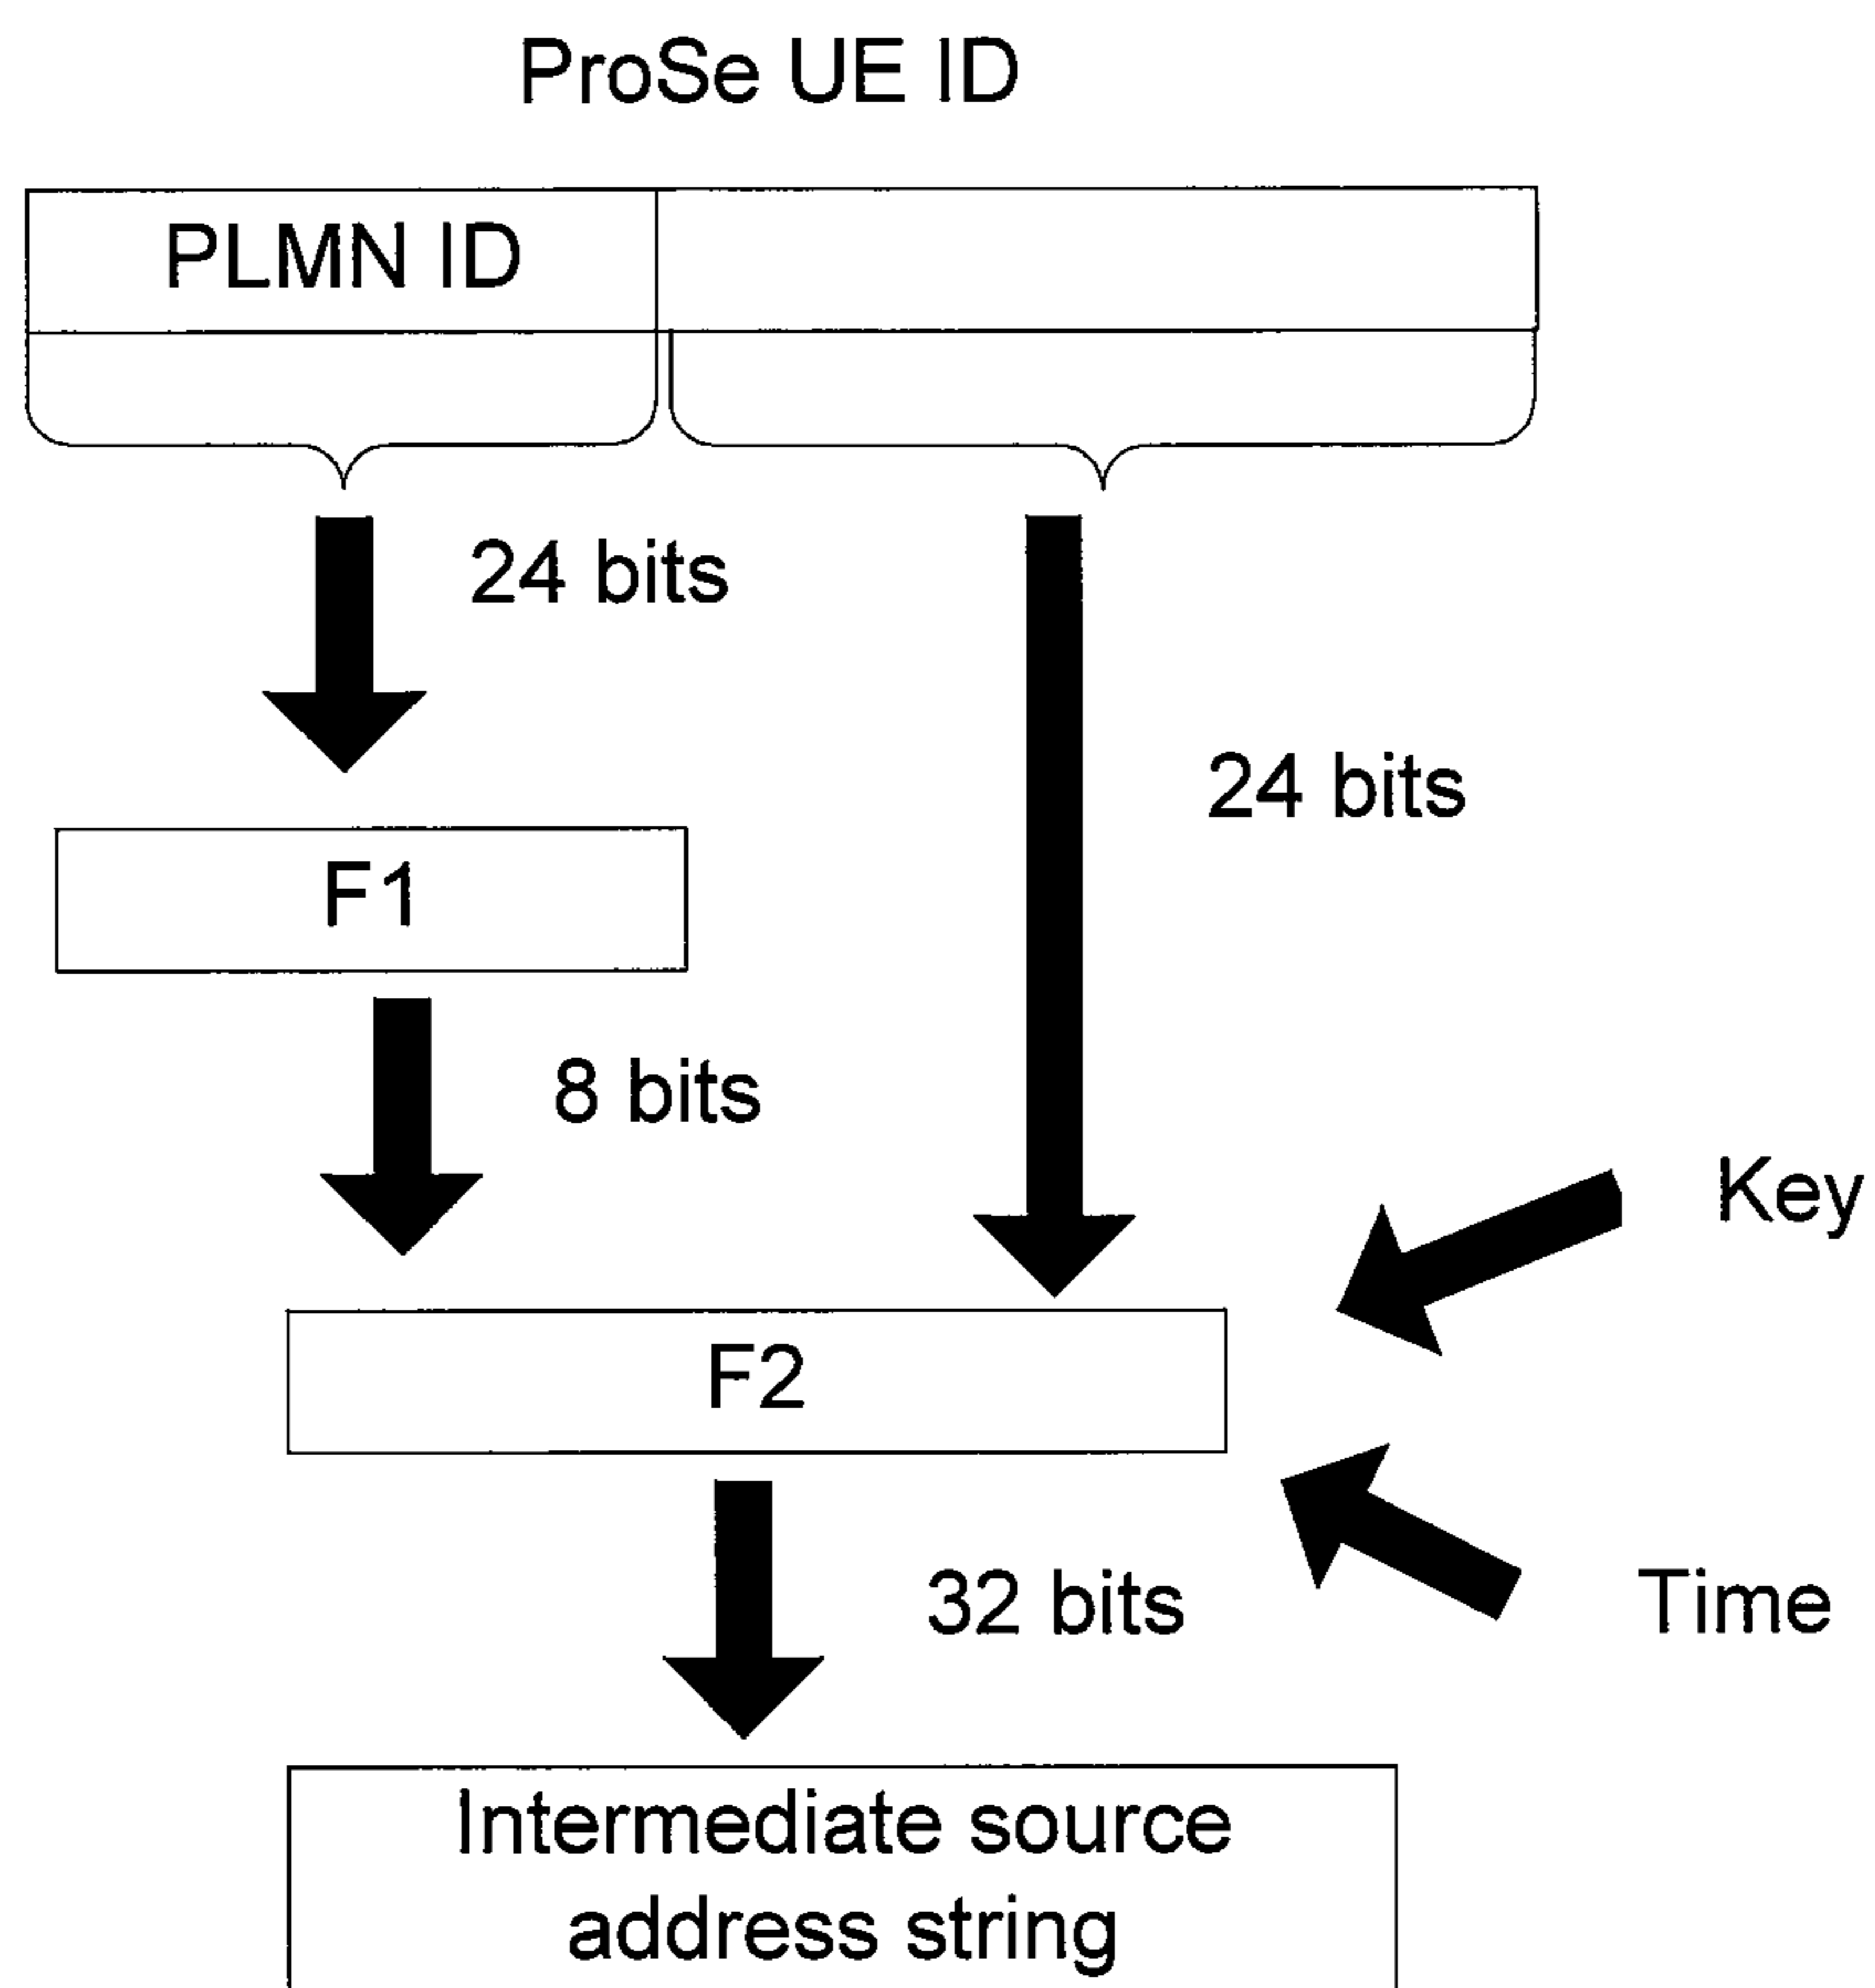 ProSe UE ID
PLMN ID
24 bits
24 bits
F1
8 bits
Key
F2
32 bits
Time
Intermediate source
address string